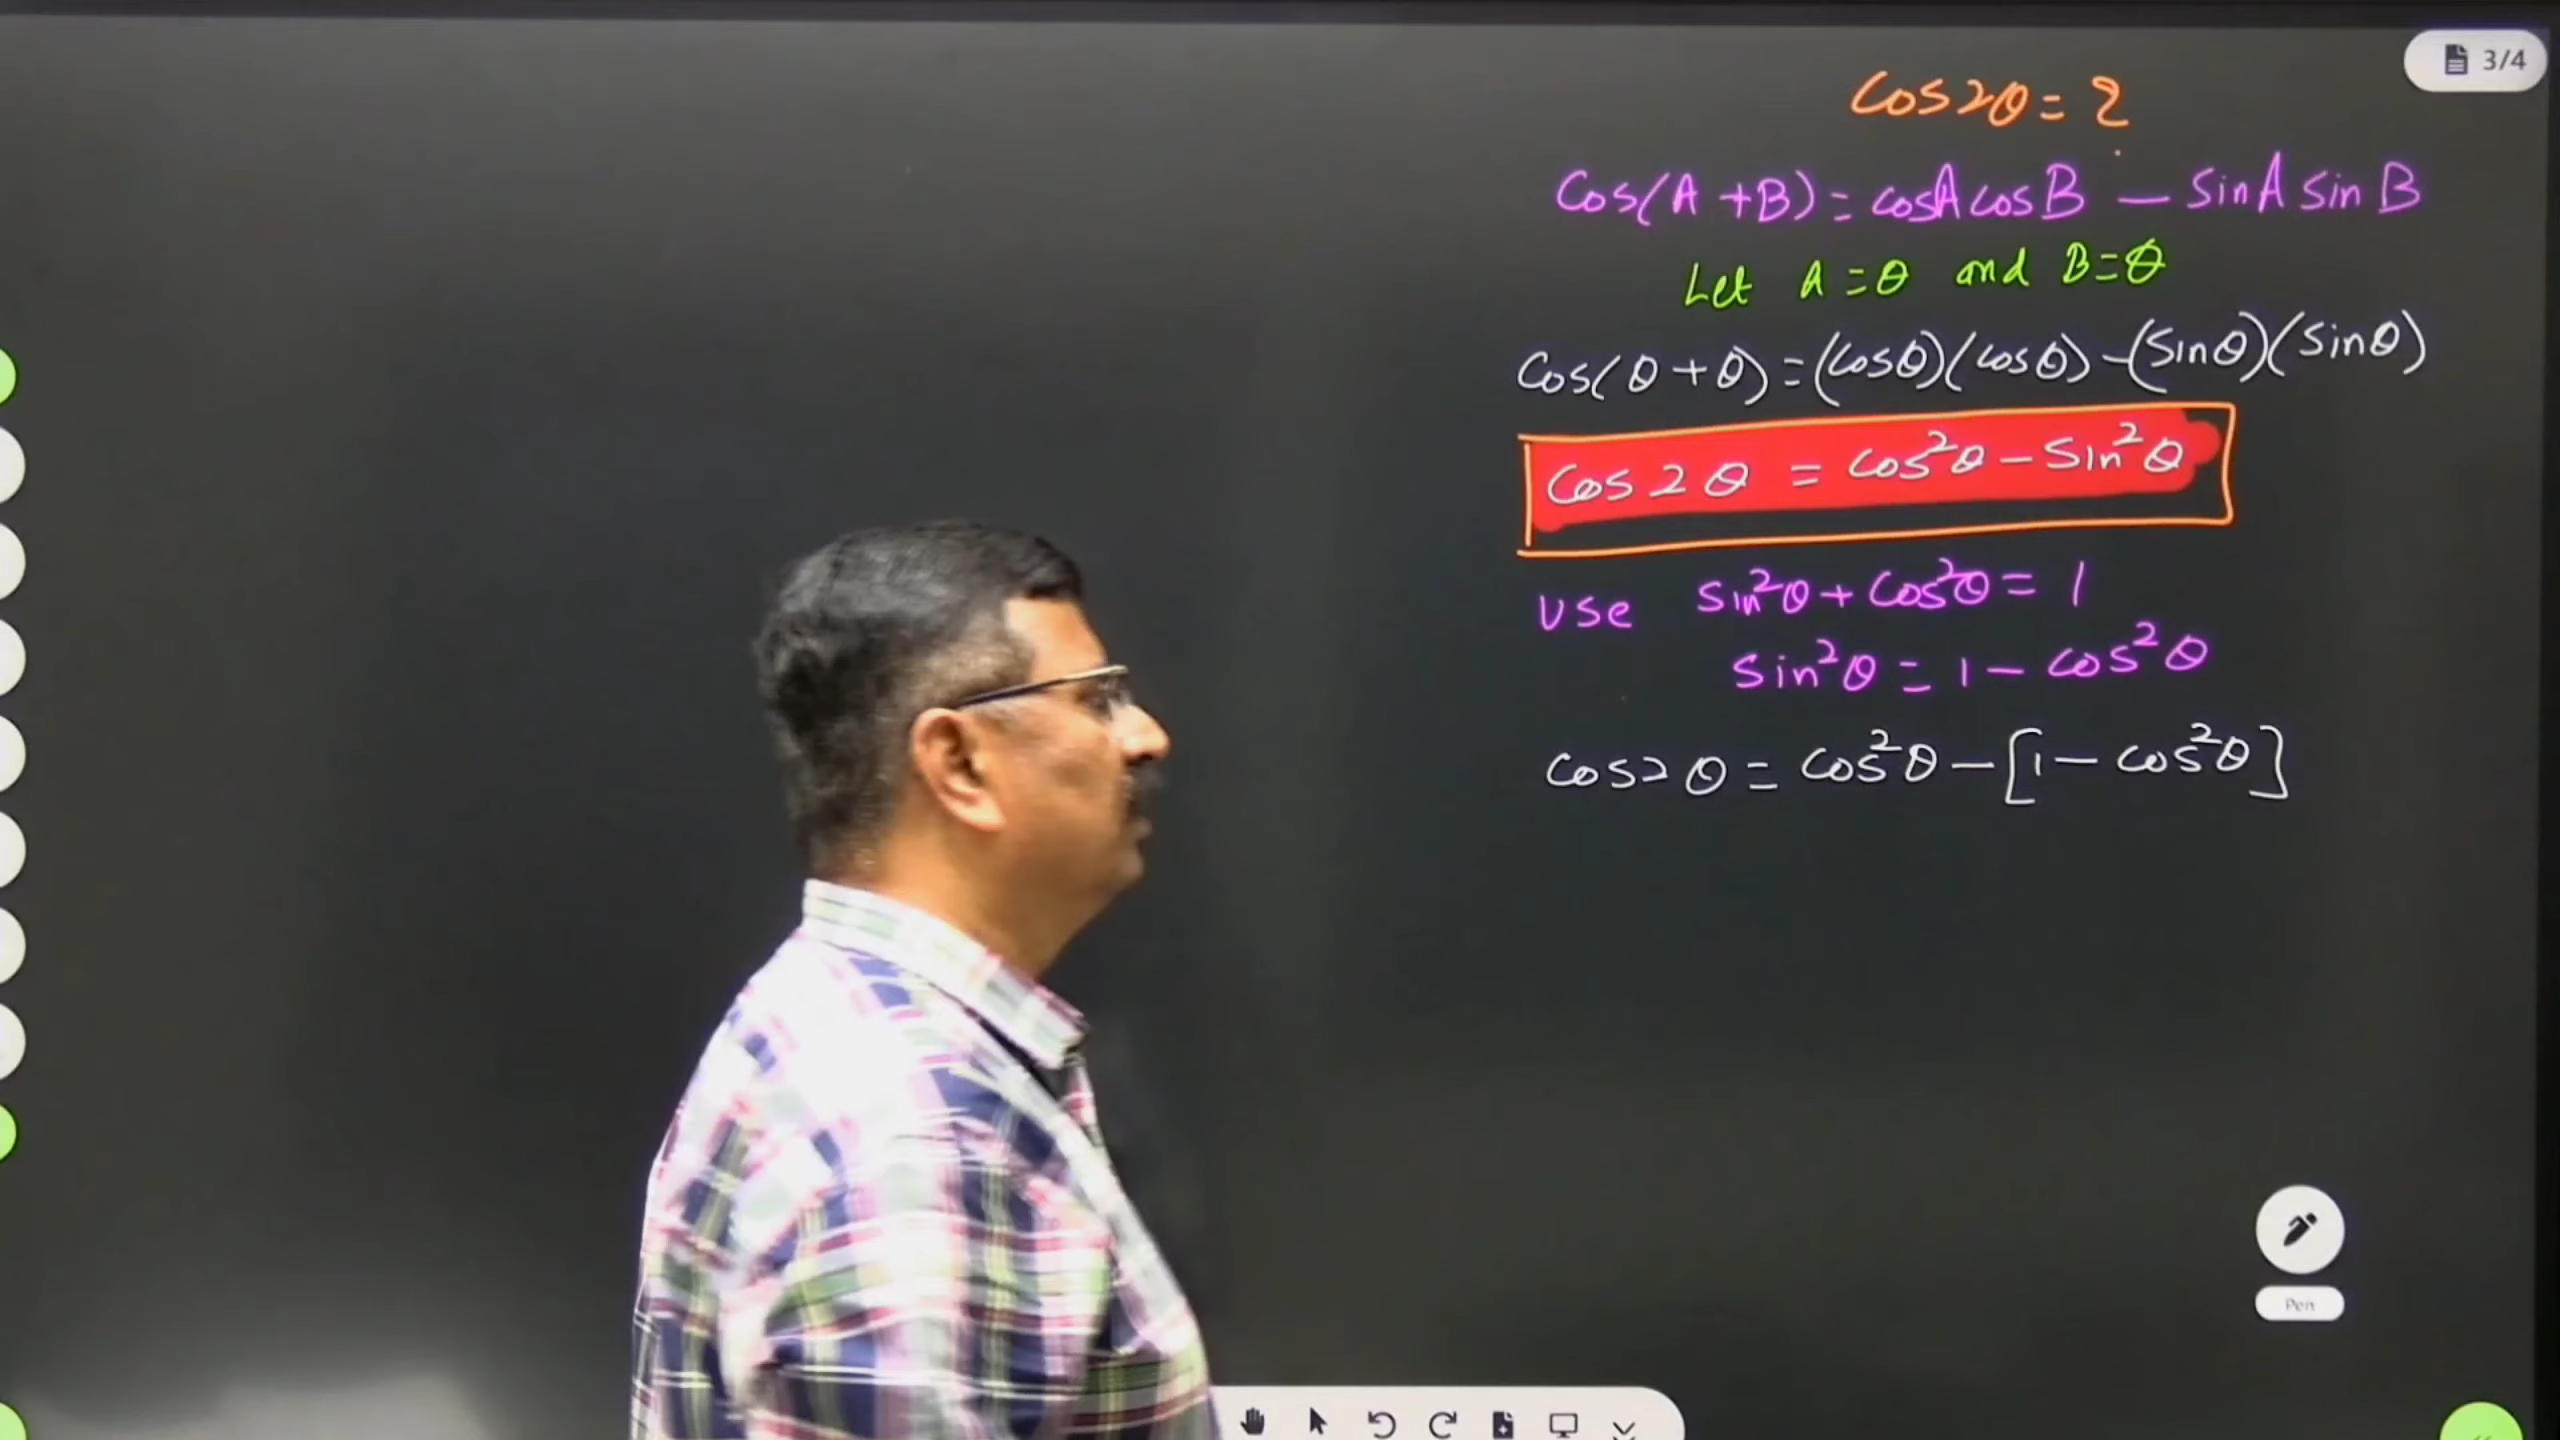 3/4
Cos2θ = ?
Cos(A + B) = cosA cosB − sinA sinB
Let A = θ and B = θ
Cos(θ + θ) = (cosθ)(cosθ) − (sinθ)(sinθ)
Cos 2θ = cos²θ − sin²θ
Use sin²θ + cos²θ = 1
sin²θ = 1 − cos²θ
cos2θ = cos²θ − [1 − cos²θ]
Pen